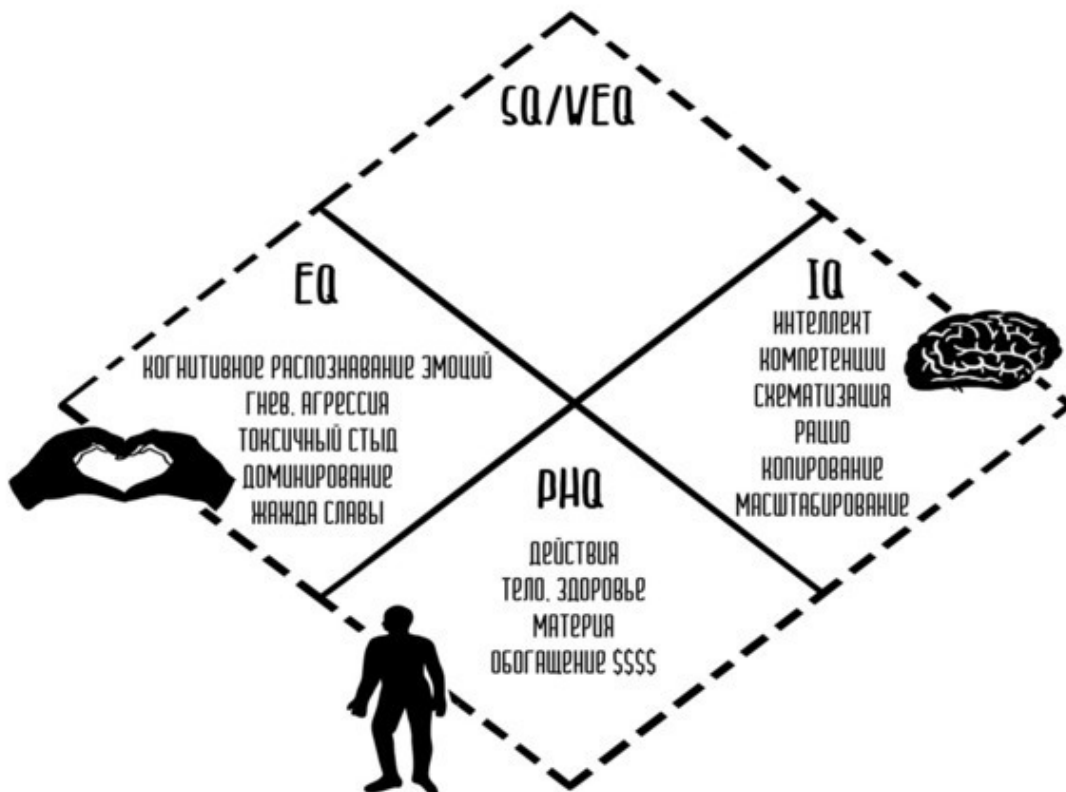 SQ/WEQ
EQ
КОГНИТИВНОЕ РАСПОЗНАВАНИЕ ЭМОЦИЙ
ГНЕВ, АГРЕССИЯ
ТОКСИЧНЫЙ СТЫД
ДОМИНИРОВАНИЕ
ЖАЖДА СЛАВЫ
IQ
ИНТЕЛЛЕКТ
КОМПЕТЕНЦИИ
СХЕМАТИЗАЦИЯ
РАЦИО
КОПИРОВАНИЕ
МАСШТАБИРОВАНИЕ
PHQ
ДЕЙСТВИЯ
ТЕЛО, ЗДОРОВЬЕ
МАТЕРИЯ
ОБОГАЩЕНИЕ $$$$